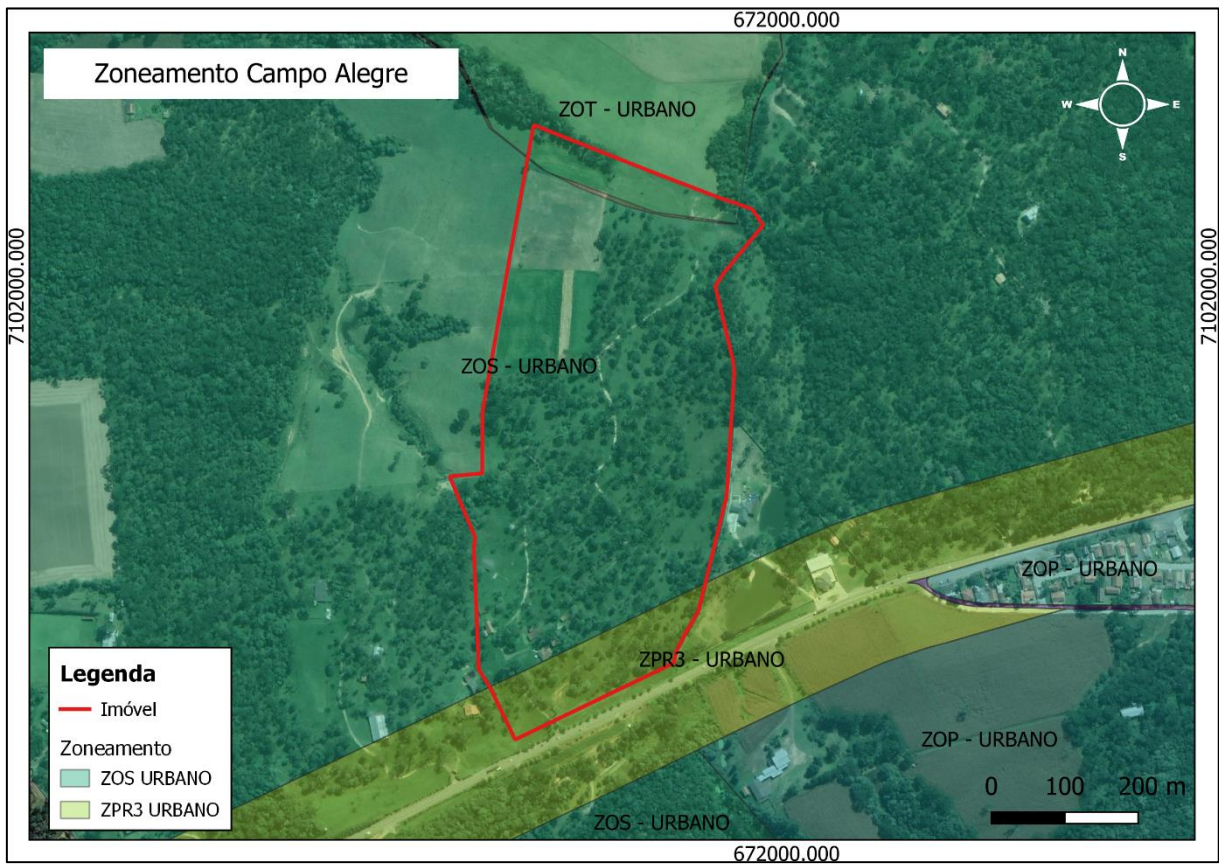 672000.000
Zoneamento Campo Alegre
N
W E
S
ZOT - URBANO
7102000.000
7102000.000
ZOS - URBANO
ZOP - URBANO
ZPR3 - URBANO
ZOP - URBANO
ZOS - URBANO
Legenda
Imóvel
Zoneamento
ZOS URBANO
ZPR3 URBANO
0 100 200 m
672000.000